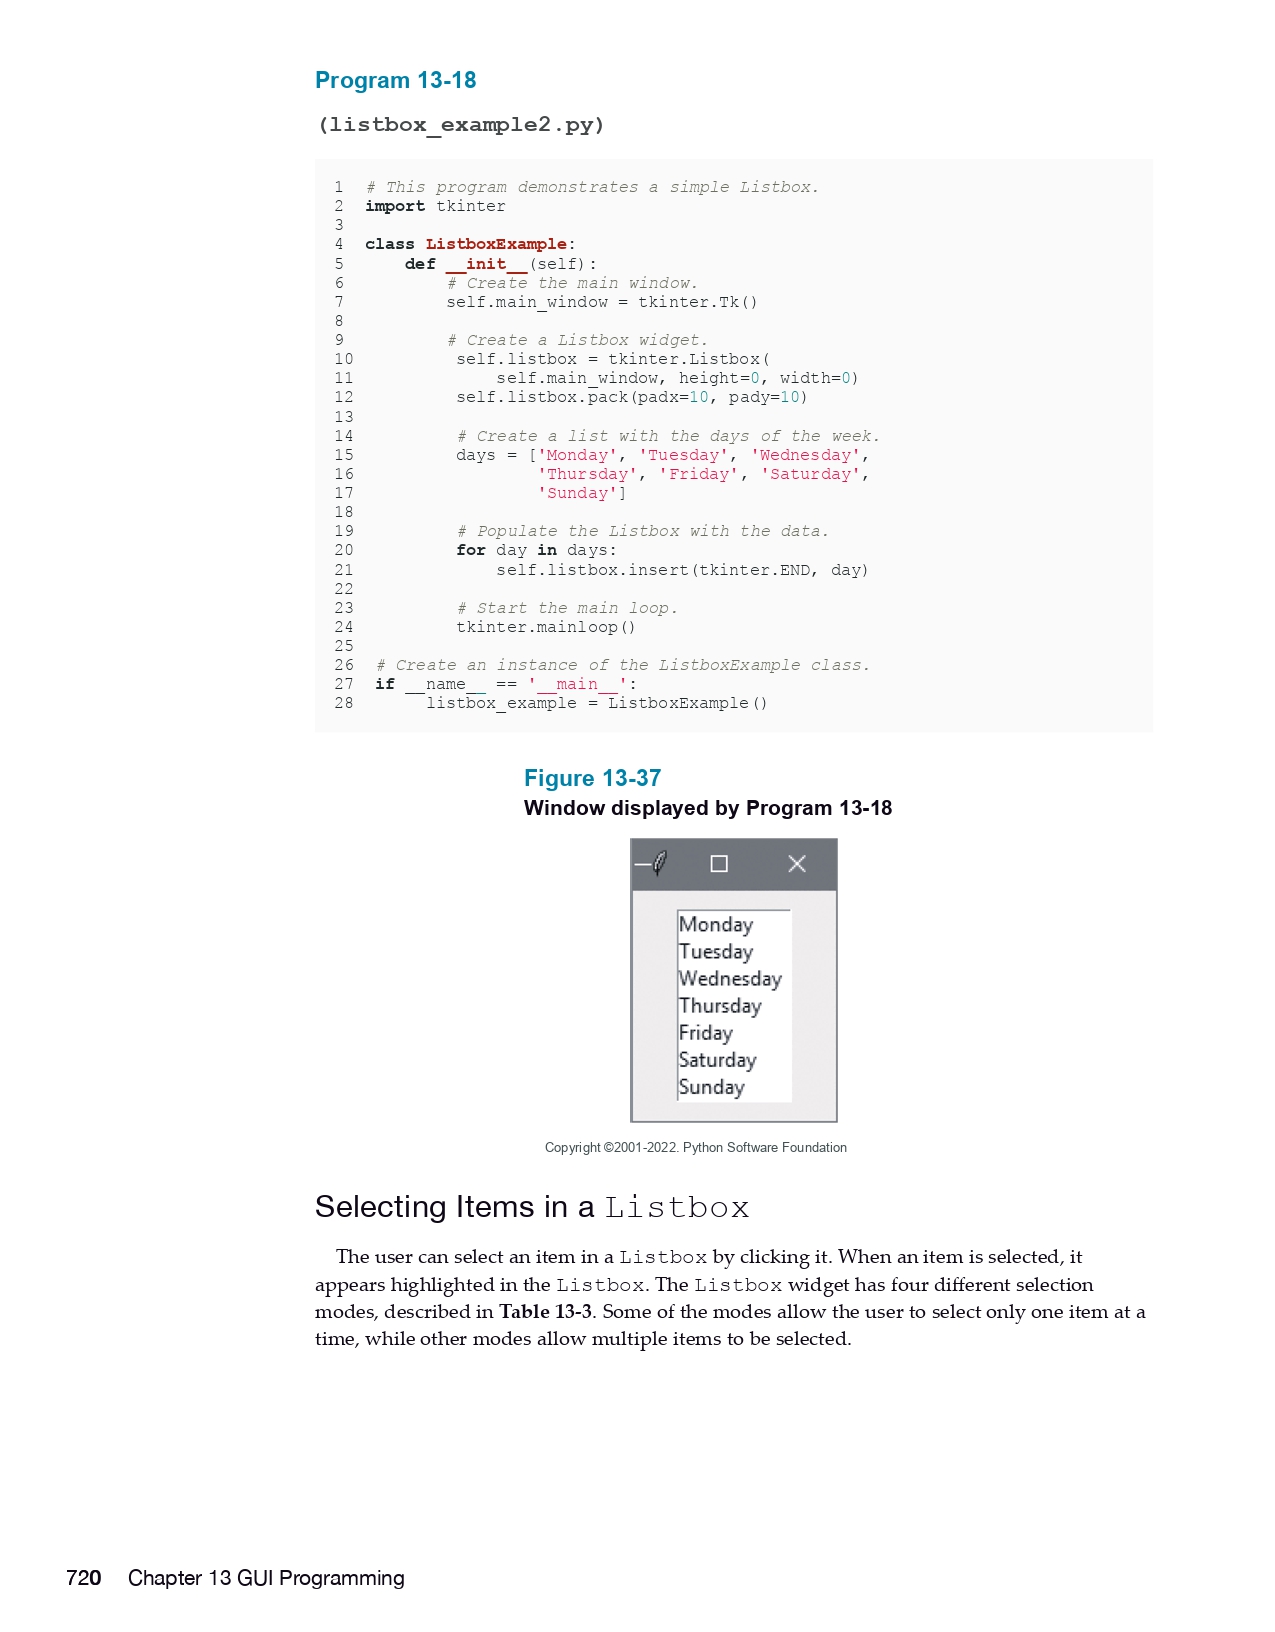 Program 13-18
(listbox_example2.py)
1  # This program demonstrates a simple Listbox.
2  import tkinter
3
4  class ListboxExample:
5      def __init__(self):
6          # Create the main window.
7          self.main_window = tkinter.Tk()
8
9          # Create a Listbox widget.
10          self.listbox = tkinter.Listbox(
11              self.main_window, height=0, width=0)
12          self.listbox.pack(padx=10, pady=10)
13
14          # Create a list with the days of the week.
15          days = ['Monday', 'Tuesday', 'Wednesday',
16                  'Thursday', 'Friday', 'Saturday',
17                  'Sunday']
18
19          # Populate the Listbox with the data.
20          for day in days:
21              self.listbox.insert(tkinter.END, day)
22
23          # Start the main loop.
24          tkinter.mainloop()
25
26  # Create an instance of the ListboxExample class.
27  if __name__ == '__main__':
28       listbox_example = ListboxExample()
Figure 13-37
Window displayed by Program 13-18
Monday
Tuesday
Wednesday
Thursday
Friday
Saturday
Sunday
Copyright ©2001-2022. Python Software Foundation
Selecting Items in a Listbox
The user can select an item in a Listbox by clicking it. When an item is selected, it
appears highlighted in the Listbox. The Listbox widget has four different selection
modes, described in Table 13-3. Some of the modes allow the user to select only one item at a
time, while other modes allow multiple items to be selected.
720 Chapter 13 GUI Programming